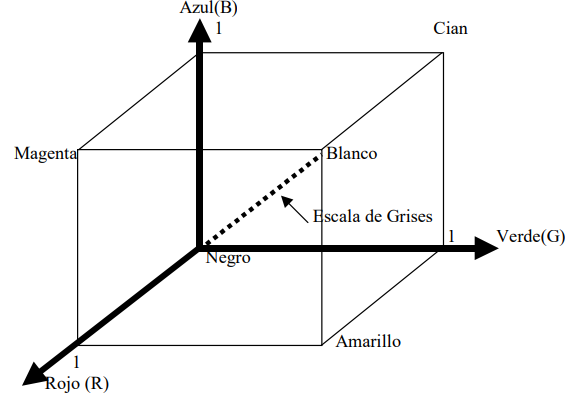 Azul(B)
1
Cian
Magenta
Blanco
Escala de Grises
1
Verde(G)
Negro
Amarillo
1
Rojo (R)